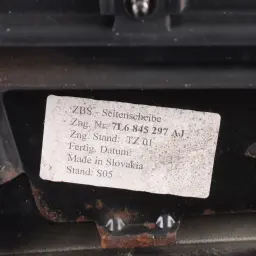 ZBS - Seitenscheibe
Zng. Nr. 7L6 845 297 AJ
Zng. Stand: TZ 01
Fertig. Datum:
Made in Slovakia
Stand: S05